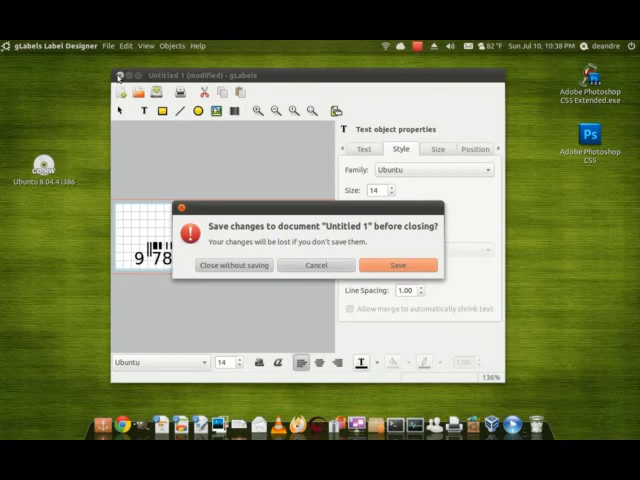 gLabels Label Designer File Edit View Objects Help 82 °F Sun Jul 10, 10:38 PM deandre
Untitled 1 (modified) - gLabels
Adobe Photoshop
CS5 Extended.exe
T Text object properties
Text Style Size Position
Adobe Photoshop
CS5
Family: Ubuntu
Ubuntu 8.04.4 i386
Size: 14
Save changes to document "Untitled 1" before closing?
Your changes will be lost if you don't save them.
9 78
Close without saving Cancel Save
Line Spacing: 1.00
Allow merge to automatically shrink text
Ubuntu 14 1.00
136%